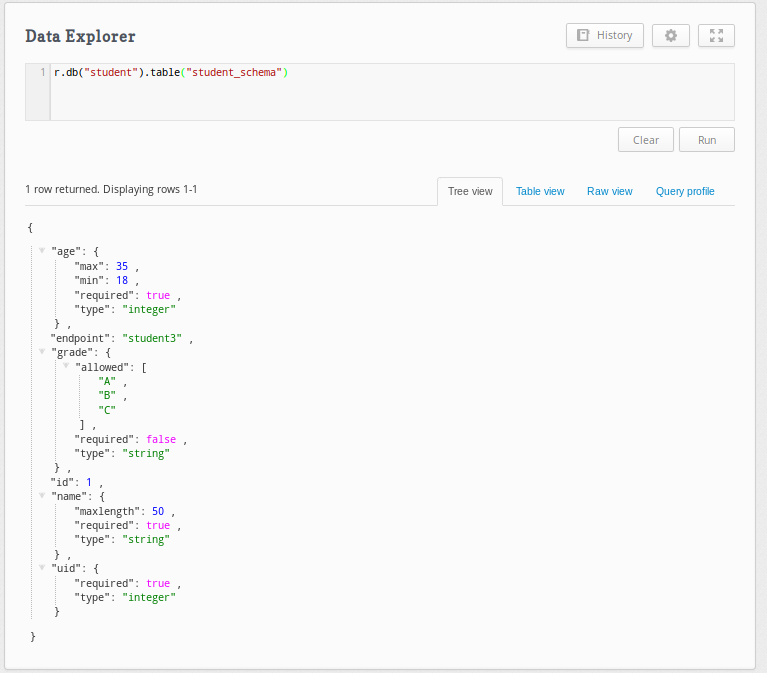 Data Explorer
History
1 r.db("student").table("student_schema")
Clear
Run
1 row returned. Displaying rows 1-1
Tree view
Table view
Raw view
Query profile
{
"age": {
"max": 35 ,
"min": 18 ,
"required": true ,
"type": "integer"
} ,
"endpoint": "student3" ,
"grade": {
"allowed": [
"A" ,
"B" ,
"C"
] ,
"required": false ,
"type": "string"
} ,
"id": 1 ,
"name": {
"maxlength": 50 ,
"required": true ,
"type": "string"
} ,
"uid": {
"required": true ,
"type": "integer"
}
}